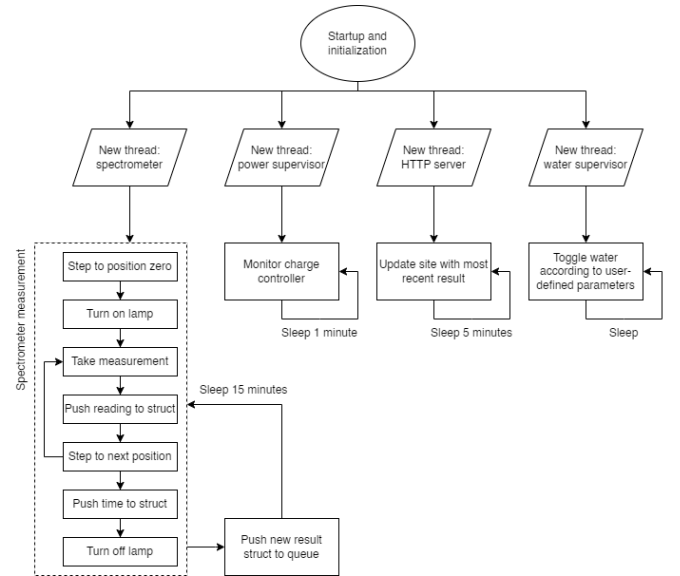 Startup and
initialization
New thread:
spectrometer
New thread:
power supervisor
New thread:
HTTP server
New thread:
water supervisor
Spectrometer measurement
Step to position zero
Turn on lamp
Take measurement
Push reading to struct
Step to next position
Push time to struct
Turn off lamp
Monitor charge
controller
Sleep 1 minute
Update site with most
recent result
Sleep 5 minutes
Toggle water
according to user-
defined parameters
Sleep
Sleep 15 minutes
Push new result
struct to queue